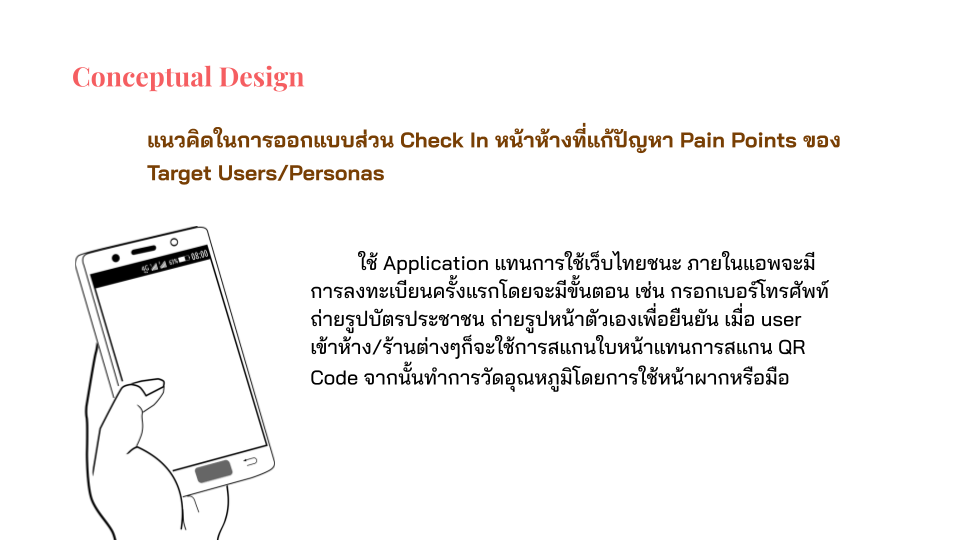 Conceptual Design
แนวคิดในการออกแบบส่วน Check In หน้าห้างที่แก้ปัญหา Pain Points ของ
Target Users/Personas
4G 63% 08:00
ใช้ Application แทนการใช้เว็บไทยชนะ ภายในแอพจะมี
การลงทะเบียนครั้งแรกโดยจะมีขั้นตอน เช่น กรอกเบอร์โทรศัพท์
ถ่ายรูปบัตรประชาชน ถ่ายรูปหน้าตัวเองเพื่อยืนยัน เมื่อ user
เข้าห้าง/ร้านต่างๆก็จะใช้การสแกนใบหน้าแทนการสแกน QR
Code จากนั้นทำการวัดอุณหภูมิโดยการใช้หน้าผากหรือมือ